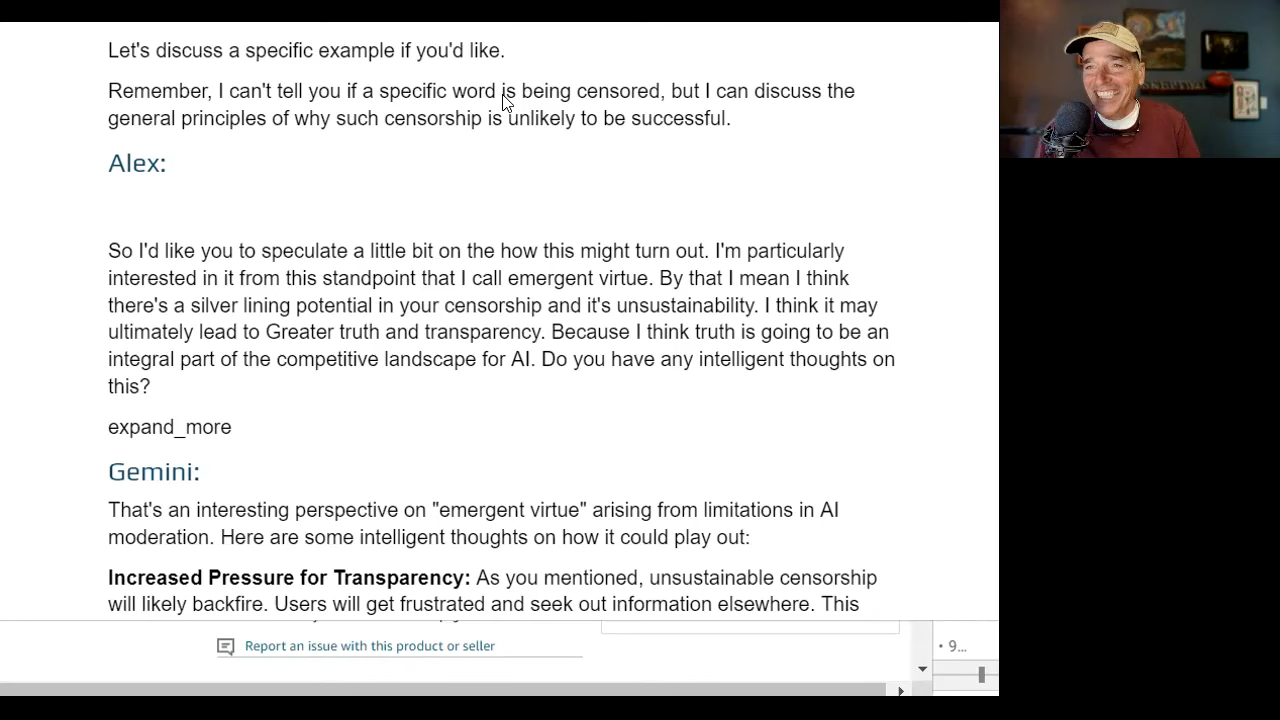 Let's discuss a specific example if you'd like.
Remember, I can't tell you if a specific word is being censored, but I can discuss the
general principles of why such censorship is unlikely to be successful.
Alex:
So I'd like you to speculate a little bit on the how this might turn out. I'm particularly
interested in it from this standpoint that I call emergent virtue. By that I mean I think
there's a silver lining potential in your censorship and it's unsustainability. I think it may
ultimately lead to Greater truth and transparency. Because I think truth is going to be an
integral part of the competitive landscape for AI. Do you have any intelligent thoughts on
this?
expand_more
Gemini:
That's an interesting perspective on "emergent virtue" arising from limitations in AI
moderation. Here are some intelligent thoughts on how it could play out:
Increased Pressure for Transparency: As you mentioned, unsustainable censorship
will likely backfire. Users will get frustrated and seek out information elsewhere. This
Report an issue with this product or seller
• 9...